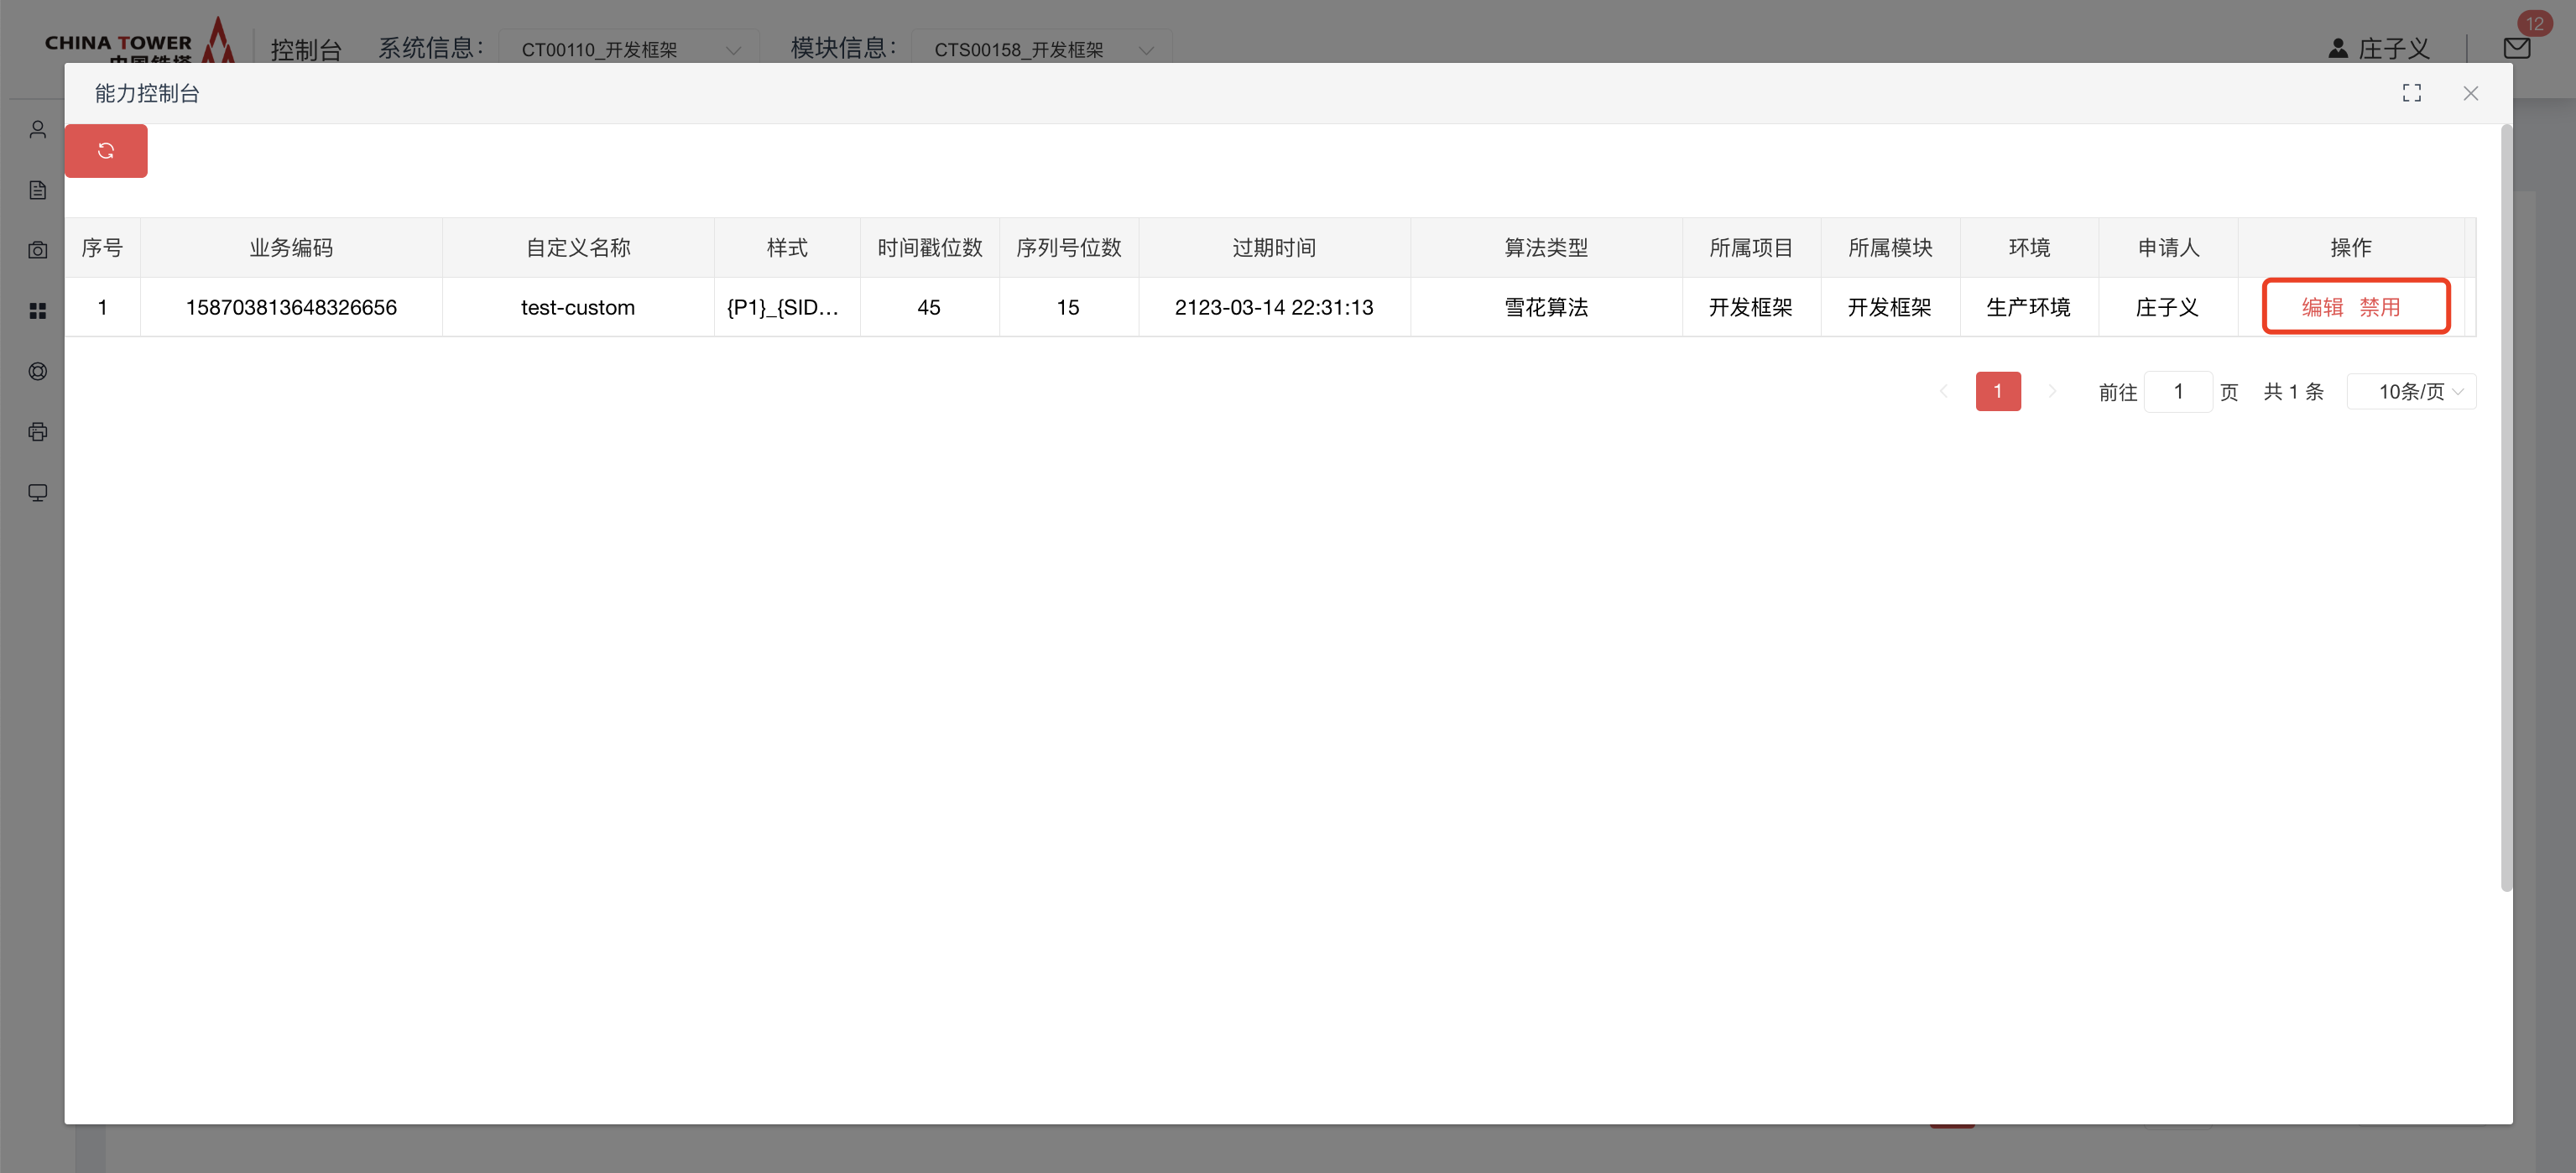 CHINA TOWER
中国铁塔
控制台 系统信息： CT00110_开发框架 模块信息： CTS00158_开发框架 庄子义 12
能力控制台
序号 业务编码 自定义名称 样式 时间戳位数 序列号位数 过期时间 算法类型 所属项目 所属模块 环境 申请人 操作
1 158703813648326656 test-custom {P1}_{SID... 45 15 2123-03-14 22:31:13 雪花算法 开发框架 开发框架 生产环境 庄子义 编辑 禁用
1 前往 1 页 共 1 条 10条/页